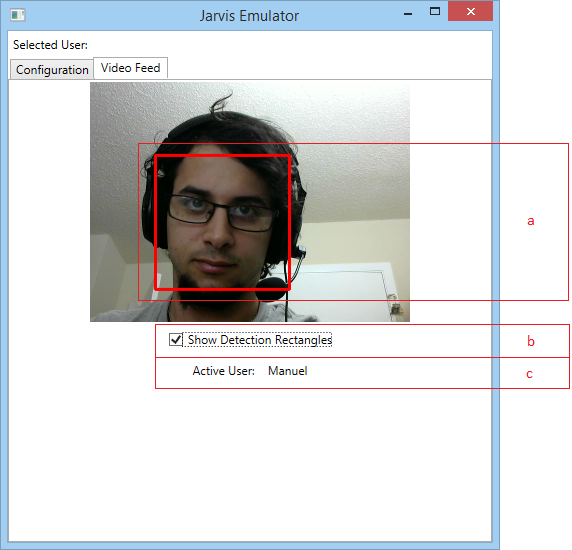 Jarvis Emulator
Selected User:
Configuration Video Feed
a
Show Detection Rectangles b
Active User: Manuel c